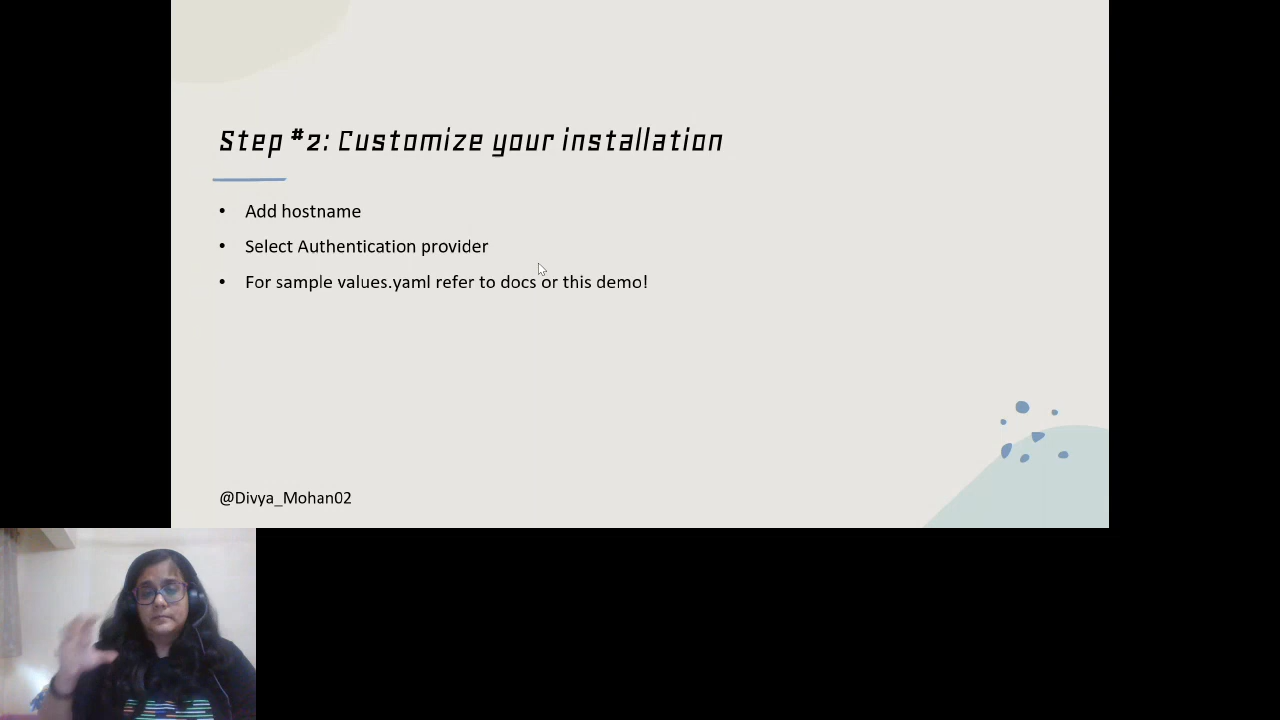 Step #2: Customize your installation
• Add hostname
• Select Authentication provider
• For sample values.yaml refer to docs or this demo!
@Divya_Mohan02